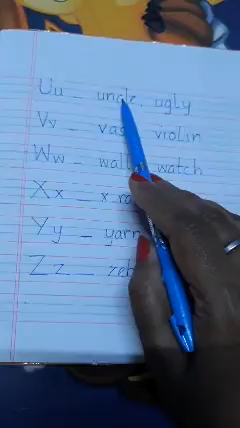 Uu _ uncle, ugly
Vv _ violin
Ww _ watch
Xx _
Yy _ yarn
Zz _